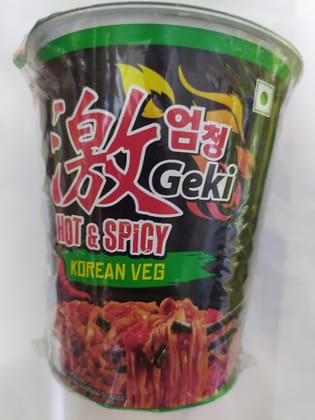 激
엄청
Geki
HOT & SPICY
KOREAN VEG